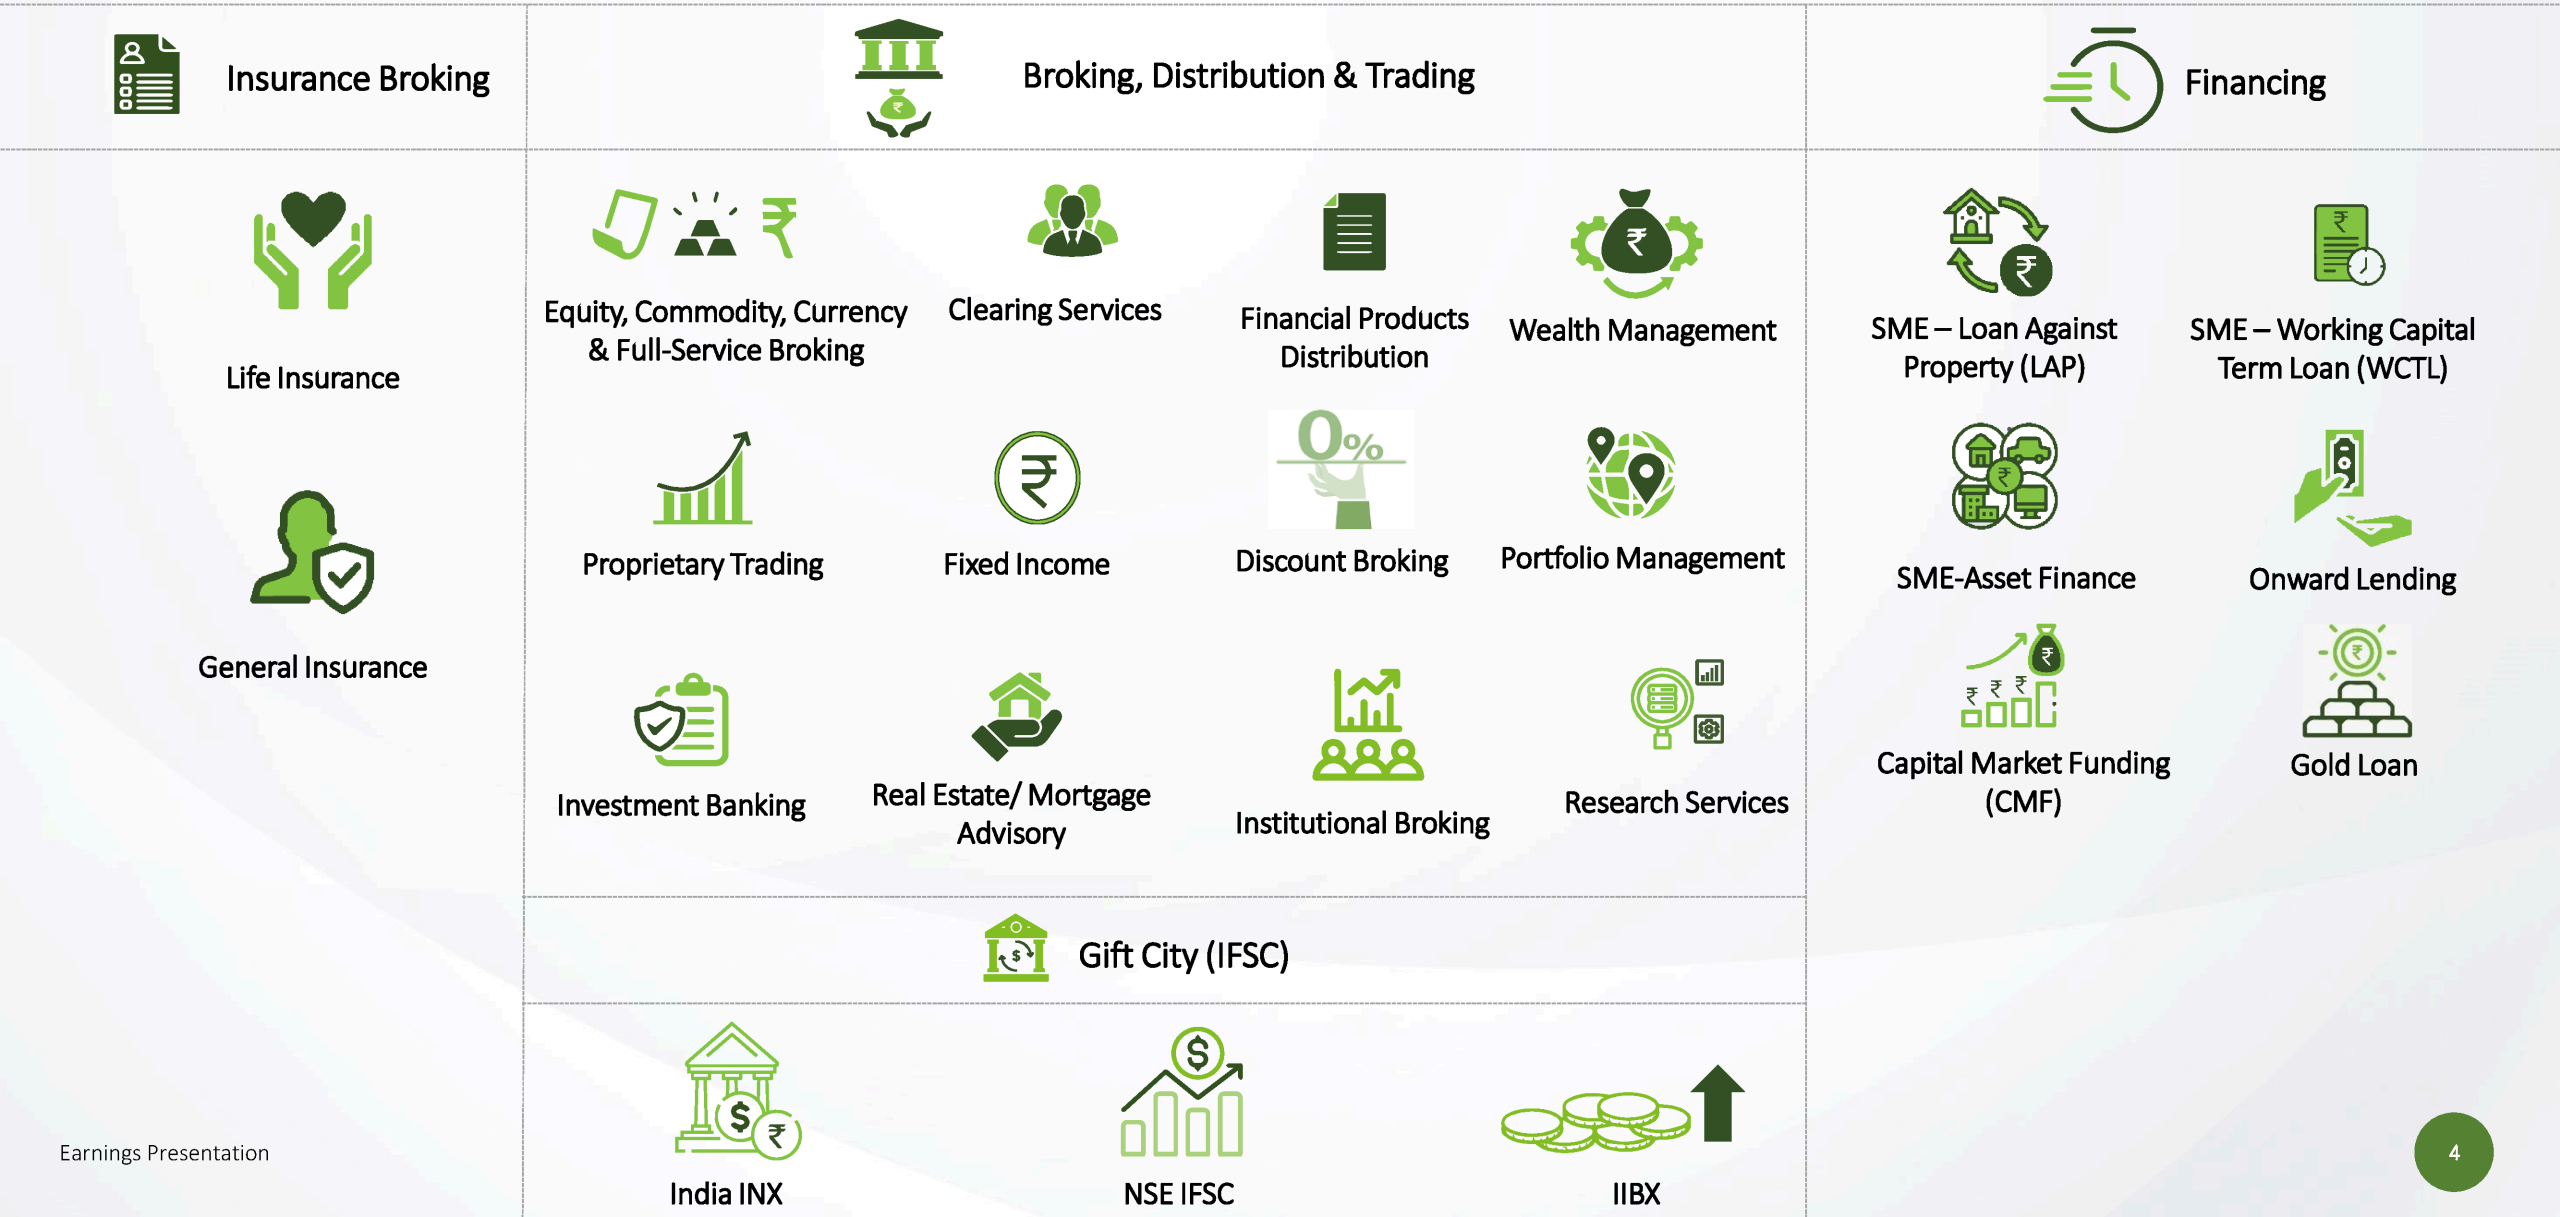 Insurance Broking
Broking, Distribution & Trading
Financing
Life Insurance
General Insurance
Equity, Commodity, Currency
& Full-Service Broking
Clearing Services
Financial Products
Distribution
Wealth Management
Proprietary Trading
Fixed Income
0%
Discount Broking
Portfolio Management
Investment Banking
Real Estate/ Mortgage
Advisory
Institutional Broking
Research Services
SME – Loan Against
Property (LAP)
SME – Working Capital
Term Loan (WCTL)
SME-Asset Finance
Onward Lending
Capital Market Funding
(CMF)
Gold Loan
Gift City (IFSC)
India INX
NSE IFSC
IIBX
Earnings Presentation
4